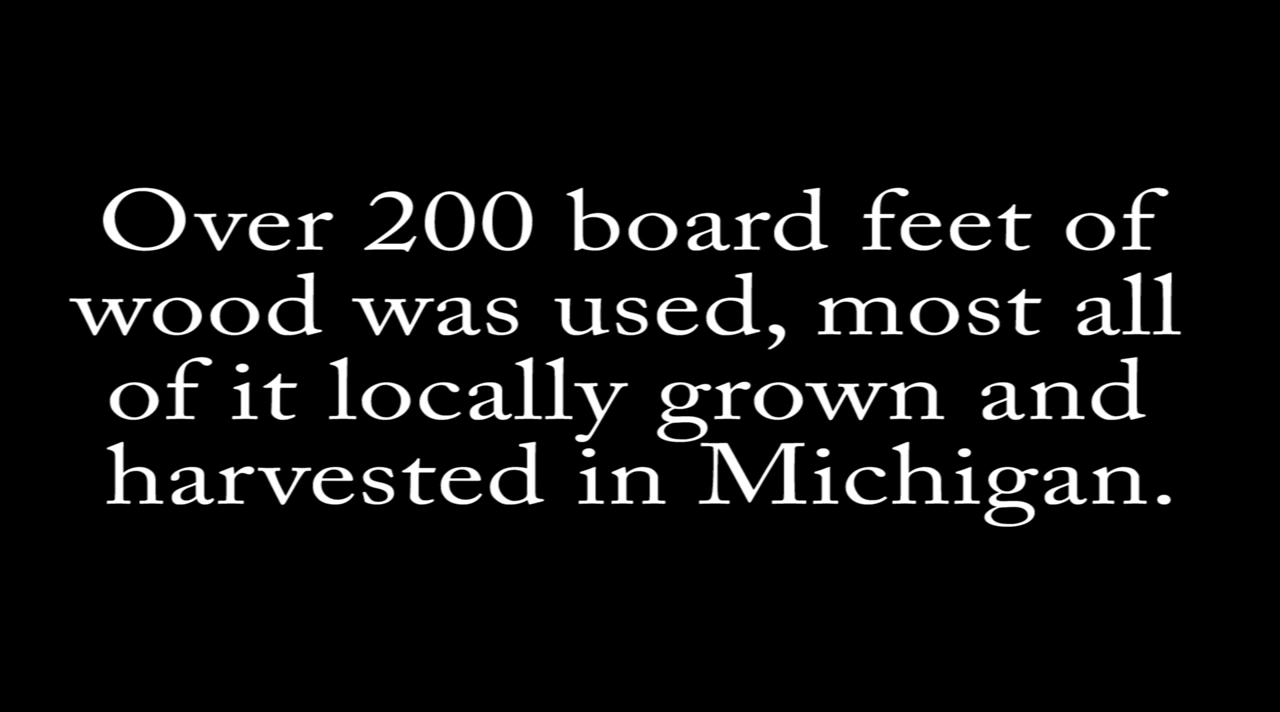 Over 200 board feet of
wood was used, most all
of it locally grown and
harvested in Michigan.